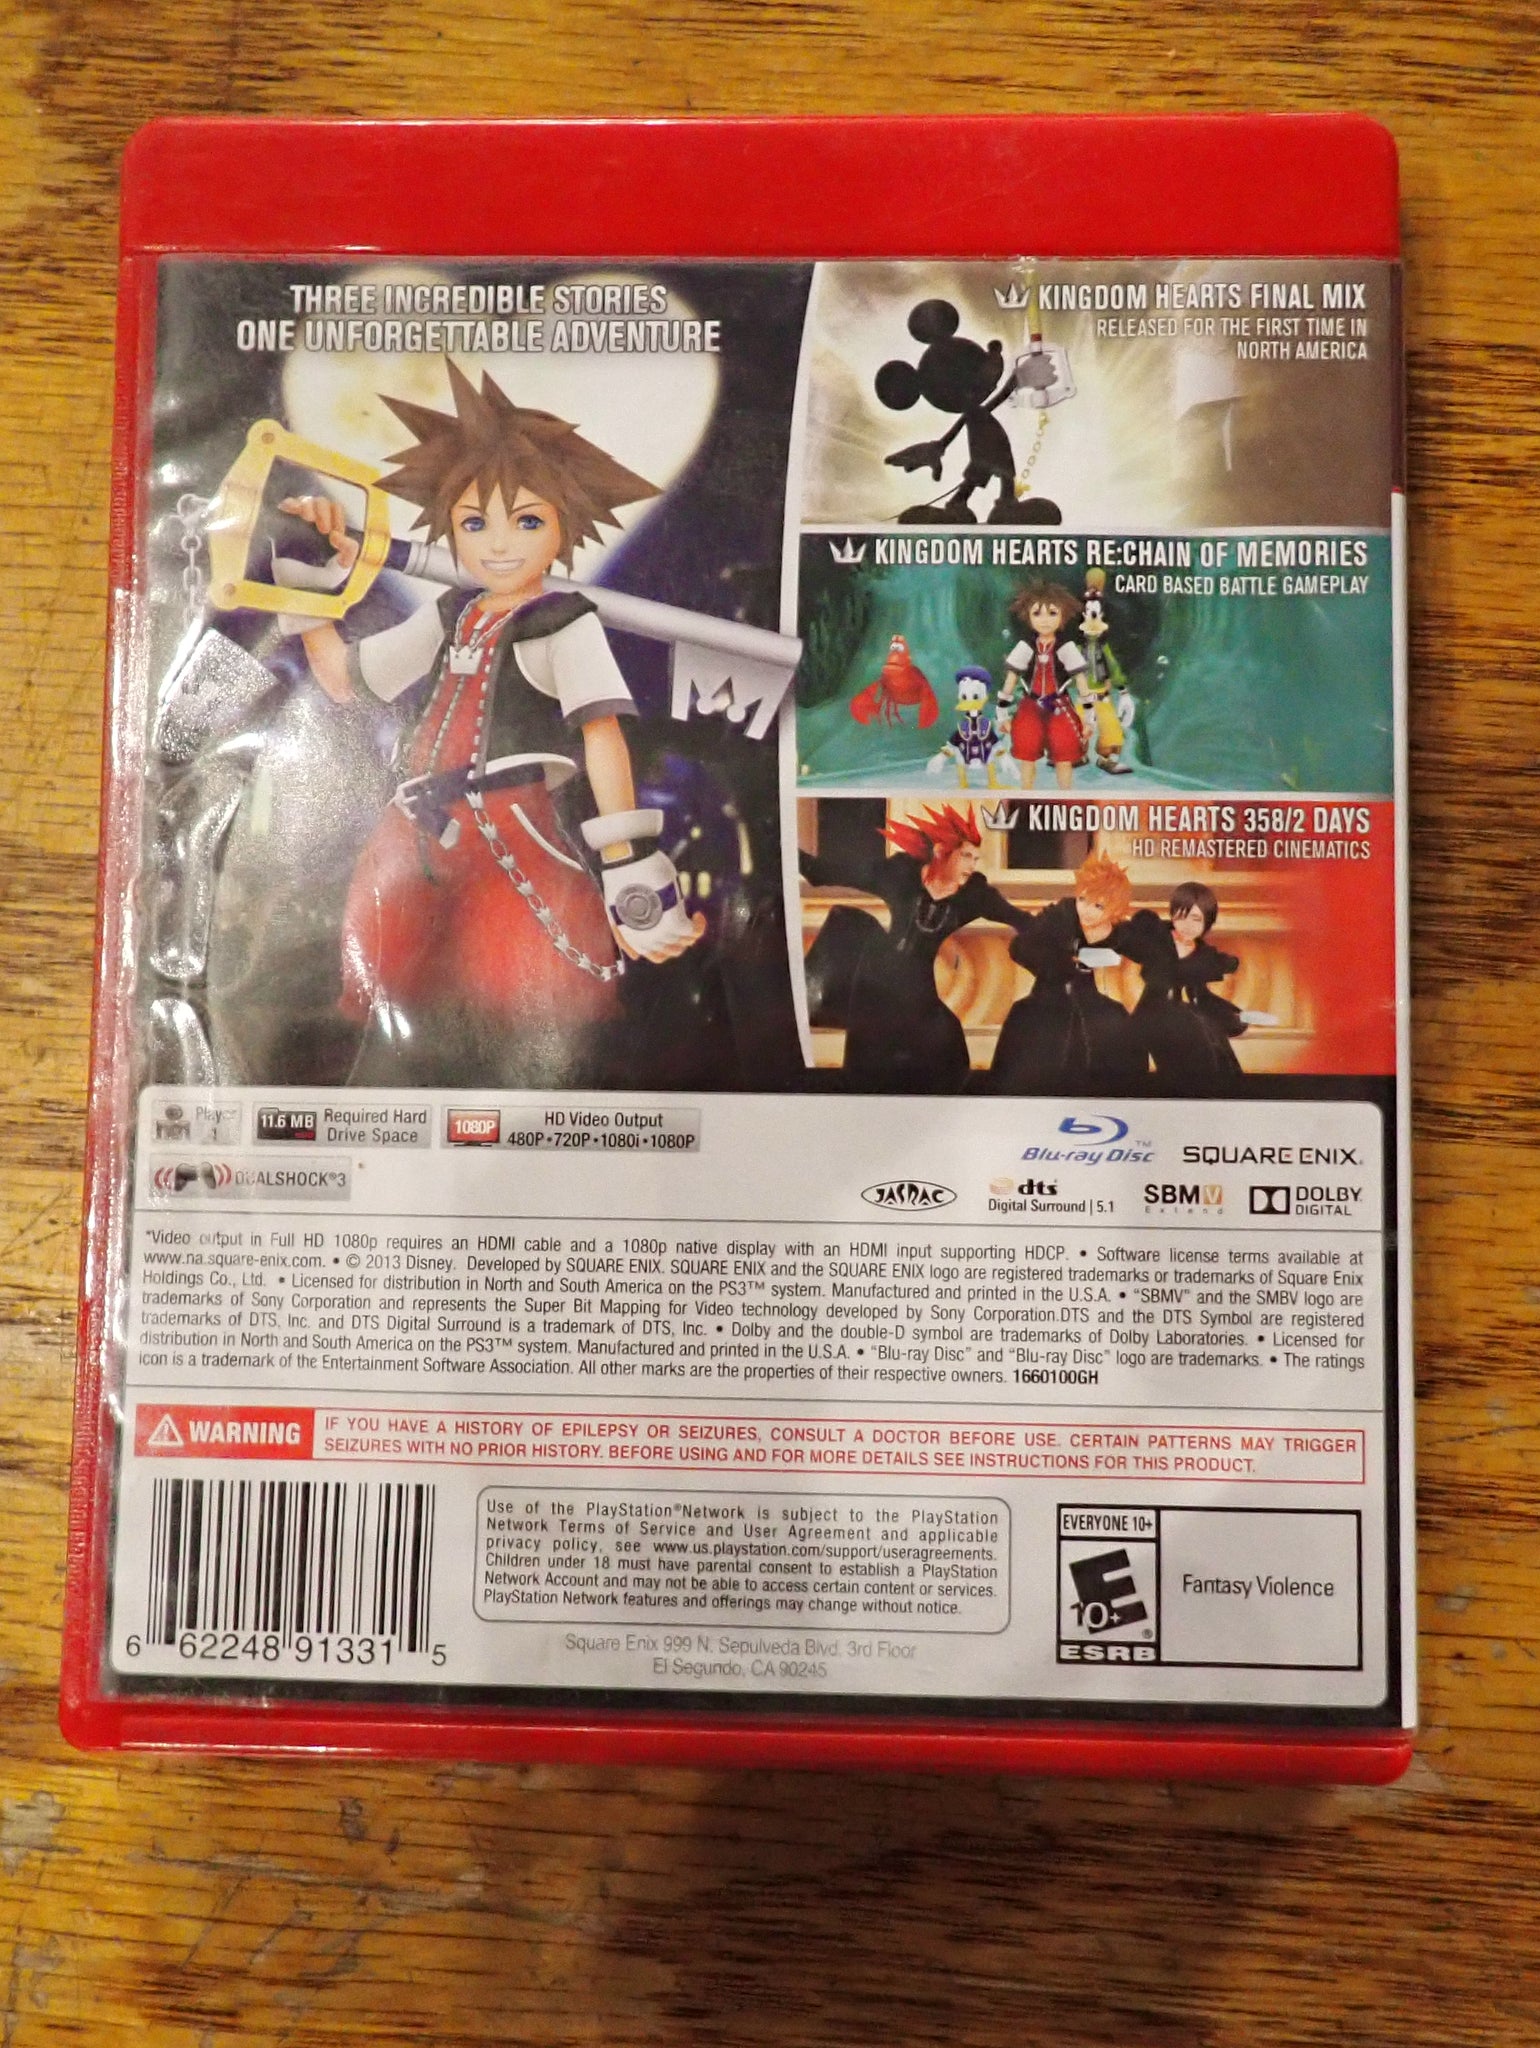 THREE INCREDIBLE STORIES
ONE UNFORGETTABLE ADVENTURE
KINGDOM HEARTS FINAL MIX
RELEASED FOR THE FIRST TIME IN
NORTH AMERICA
KINGDOM HEARTS RE:CHAIN OF MEMORIES
CARD BASED BATTLE GAMEPLAY
KINGDOM HEARTS 358/2 DAYS
HD REMASTERED CINEMATICS
Player
1
11.6 MB
Required Hard
Drive Space
1080P
HD Video Output
480P•720P•1080i•1080P
DUALSHOCK®3
Blu-ray Disc™
SQUARE ENIX.
JASRAC
dts
Digital Surround | 5.1
SBMV
Extend
DOLBY
DIGITAL
*Video output in Full HD 1080p requires an HDMI cable and a 1080p native display with an HDMI input supporting HDCP. • Software license terms available at
www.na.square-enix.com. • © 2013 Disney. Developed by SQUARE ENIX. SQUARE ENIX and the SQUARE ENIX logo are registered trademarks or trademarks of Square Enix
Holdings Co., Ltd. • Licensed for distribution in North and South America on the PS3™ system. Manufactured and printed in the U.S.A. • "SBMV" and the SMBV logo are
trademarks of Sony Corporation and represents the Super Bit Mapping for Video technology developed by Sony Corporation.DTS and the DTS Symbol are registered
trademarks of DTS, Inc. and DTS Digital Surround is a trademark of DTS, Inc. • Dolby and the double-D symbol are trademarks of Dolby Laboratories. • Licensed for
distribution in North and South America on the PS3™ system. Manufactured and printed in the U.S.A. • "Blu-ray Disc" and "Blu-ray Disc" logo are trademarks. • The ratings
icon is a trademark of the Entertainment Software Association. All other marks are the properties of their respective owners. 1660100GH
WARNING
IF YOU HAVE A HISTORY OF EPILEPSY OR SEIZURES, CONSULT A DOCTOR BEFORE USE. CERTAIN PATTERNS MAY TRIGGER
SEIZURES WITH NO PRIOR HISTORY. BEFORE USING AND FOR MORE DETAILS SEE INSTRUCTIONS FOR THIS PRODUCT.
6 62248 91331 5
Use of the PlayStation®Network is subject to the PlayStation
Network Terms of Service and User Agreement and applicable
privacy policy, see www.us.playstation.com/support/useragreements.
Children under 18 must have parental consent to establish a PlayStation
Network Account and may not be able to access certain content or services.
PlayStation Network features and offerings may change without notice.
Square Enix 999 N. Sepulveda Blvd. 3rd Floor
El Segundo, CA 90245
EVERYONE 10+
E
10+
®
ESRB
Fantasy Violence